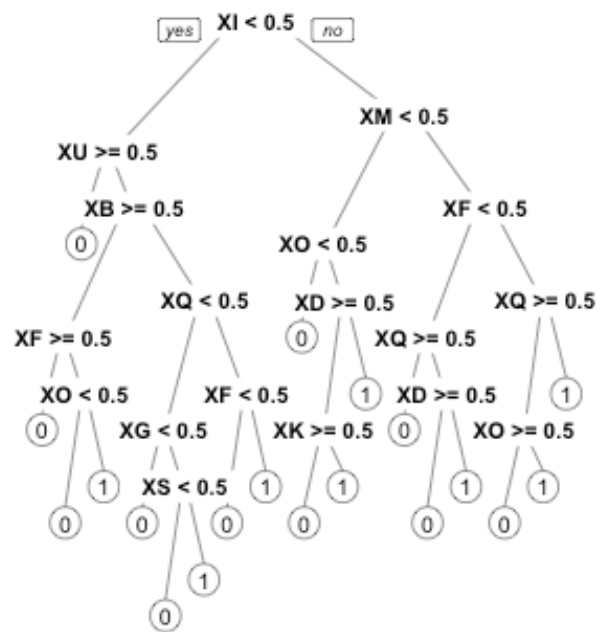 yes XI < 0.5 no
XM < 0.5
XU >= 0.5
XB >= 0.5 XF < 0.5
0 XO < 0.5
XQ < 0.5 XD >= 0.5 XQ >= 0.5
XF >= 0.5 0 XQ >= 0.5
XO < 0.5 XF < 0.5 1 XD >= 0.5 1
0 XG < 0.5 XK >= 0.5 0 XO >= 0.5
1 XS < 0.5 1 1 1 1
0 0 0 0 0 0
1
0